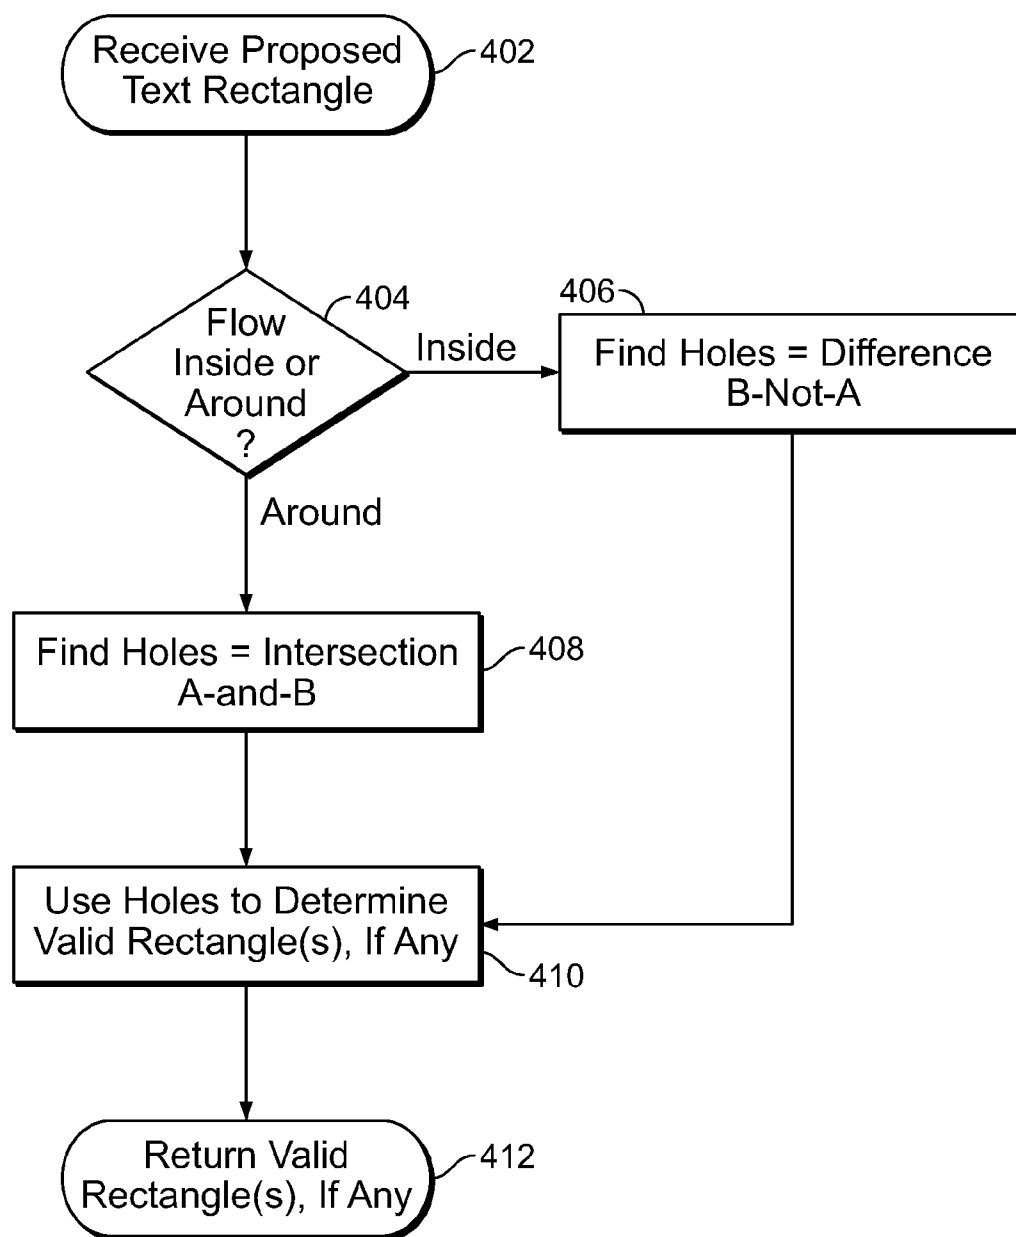 Receive Proposed
Text Rectangle
402
Flow
Inside or
Around
?
404
Inside
406
Find Holes = Difference
B-Not-A
Around
Find Holes = Intersection
A-and-B
408
Use Holes to Determine
Valid Rectangle(s), If Any
410
Return Valid
Rectangle(s), If Any
412